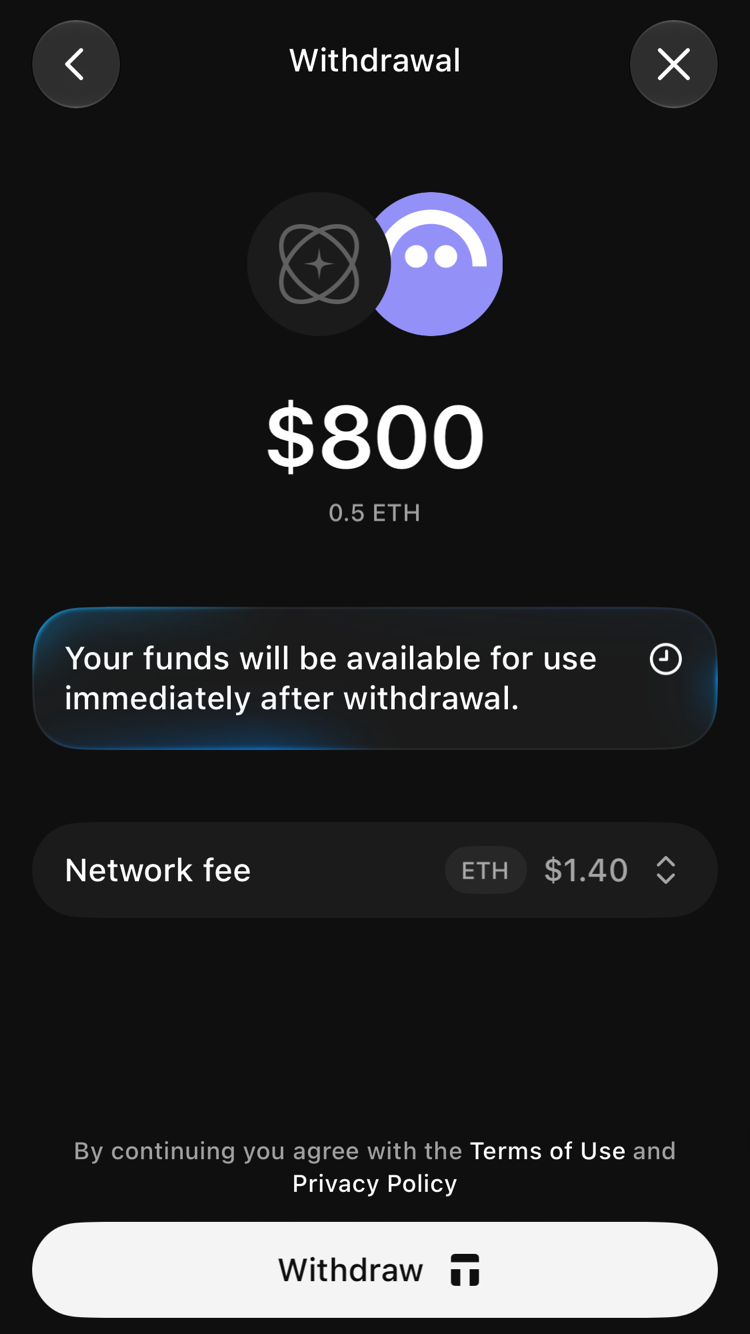 Withdrawal
$800
0.5 ETH
Your funds will be available for use
immediately after withdrawal.
Network fee ETH $1.40
By continuing you agree with the Terms of Use and
Privacy Policy
Withdraw